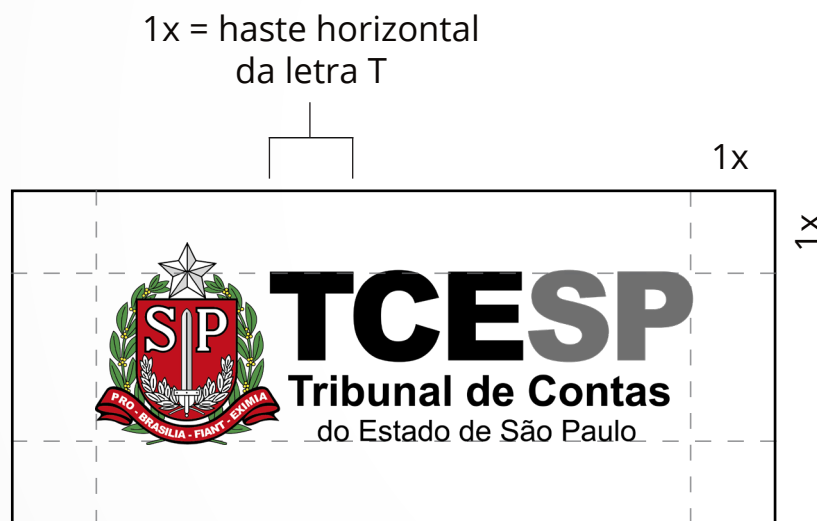 1x = haste horizontal
da letra T
1x
1x
TCESP
SP
Tribunal de Contas
do Estado de São Paulo
PRO - BRASILIA - FIANT - EXIMIA